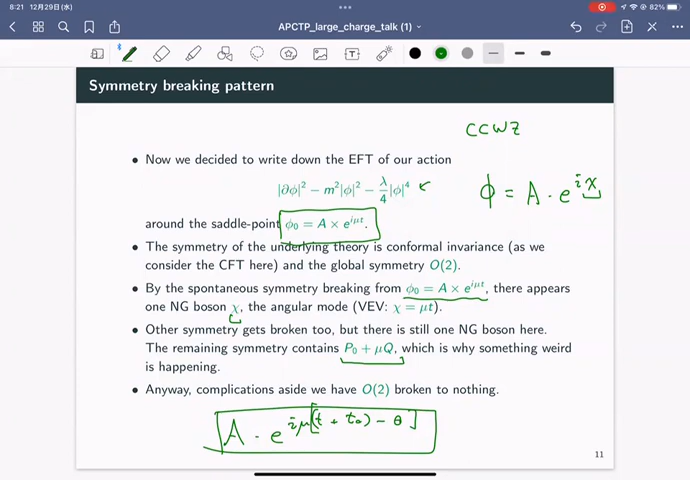 8:21 12月29日(水)
82%
APCTP_large_charge_talk (1)
Symmetry breaking pattern
CCWZ
• Now we decided to write down the EFT of our action
|∂ϕ|² − m²|ϕ|² − λ/4 |ϕ|⁴
ϕ = A · e^{iχ}
around the saddle-point ϕ₀ = A × e^{iμt}.
• The symmetry of the underlying theory is conformal invariance (as we
consider the CFT here) and the global symmetry O(2).
• By the spontaneous symmetry breaking from ϕ₀ = A × e^{iμt}, there appears
one NG boson χ, the angular mode (VEV: χ = μt).
• Other symmetry gets broken too, but there is still one NG boson here.
The remaining symmetry contains P₀ + μQ, which is why something weird
is happening.
• Anyway, complications aside we have O(2) broken to nothing.
A · e^{iμ[(t + t₀) − θ]}
11